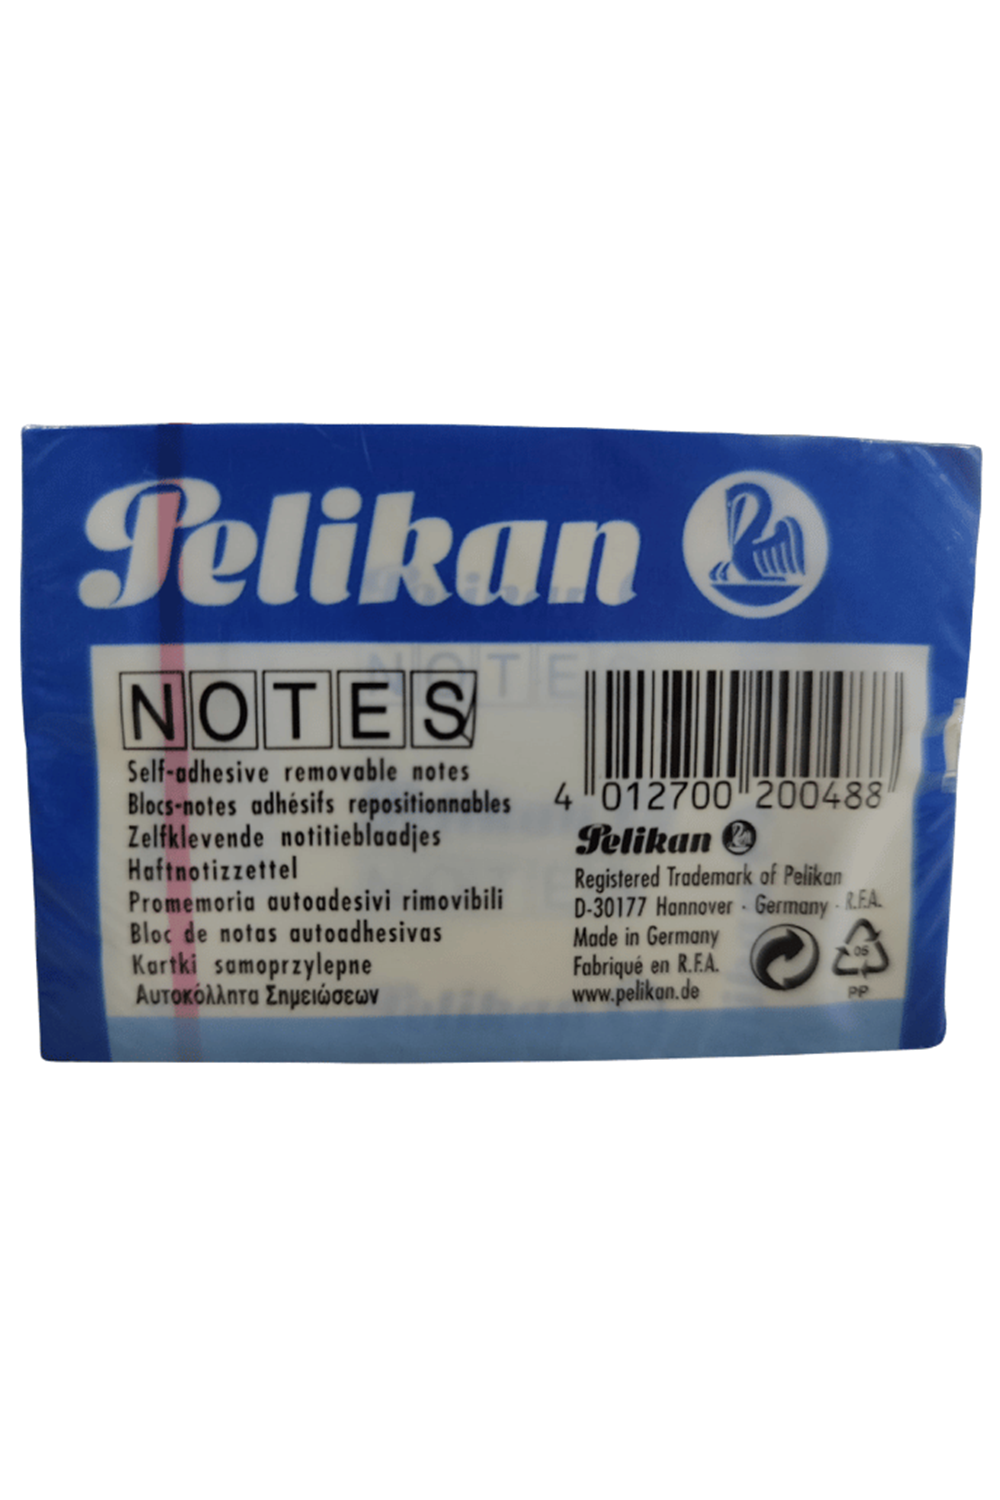 Pelikan
NOTES
Self-adhesive removable notes
Blocs-notes adhésifs repositionnables
Zelfklevende notitieblaadjes
Haftnotizzettel
Promemoria autoadesivi rimovibili
Bloc de notas autoadhesivas
Kartki samoprzylepne
Αυτοκόλλητα Σημειώσεων
4 012700 200488
Pelikan
Registered Trademark of Pelikan
D-30177 Hannover · Germany · R.F.A.
Made in Germany
Fabriqué en R.F.A.
www.pelikan.de
05
PP